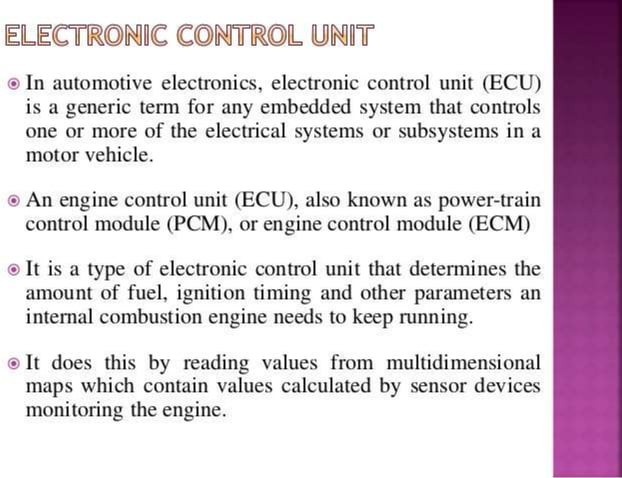 ELECTRONIC CONTROL UNIT
In automotive electronics, electronic control unit (ECU)
is a generic term for any embedded system that controls
one or more of the electrical systems or subsystems in a
motor vehicle.
An engine control unit (ECU), also known as power-train
control module (PCM), or engine control module (ECM)
It is a type of electronic control unit that determines the
amount of fuel, ignition timing and other parameters an
internal combustion engine needs to keep running.
It does this by reading values from multidimensional
maps which contain values calculated by sensor devices
monitoring the engine.